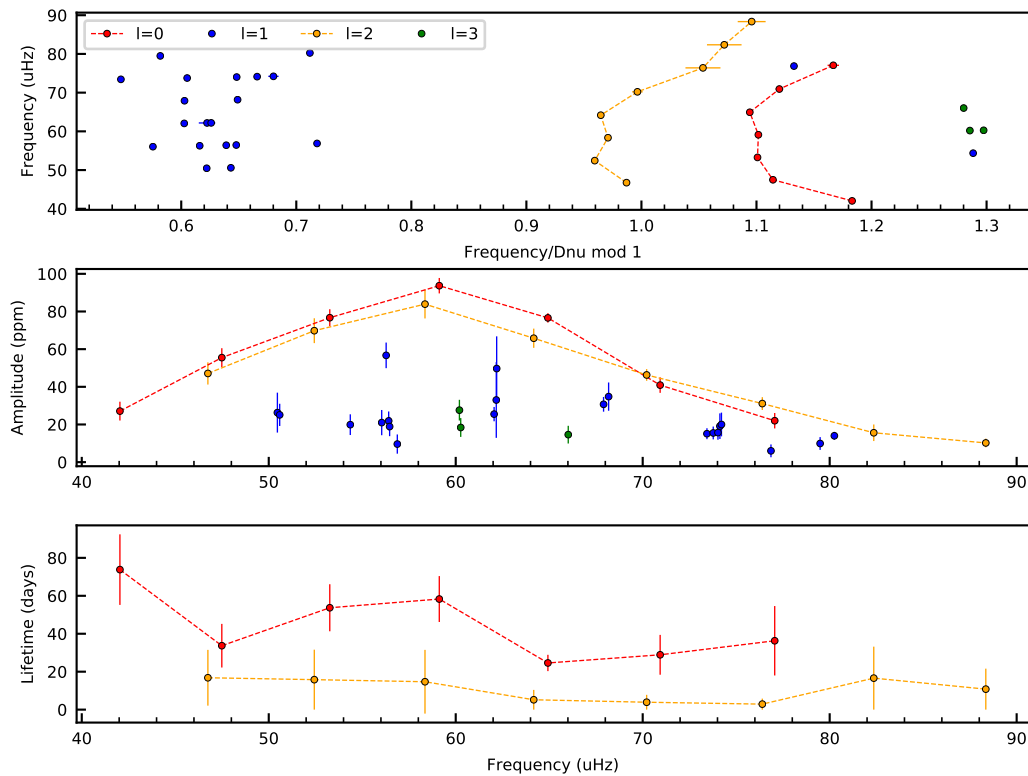 l=0 l=1 l=2 l=3
Frequency (uHz)
90
80
70
60
50
40
0.6 0.7 0.8 0.9 1.0 1.1 1.2 1.3
Frequency/Dnu mod 1
Amplitude (ppm)
100
80
60
40
20
0
40 50 60 70 80 90
Lifetime (days)
80
60
40
20
0
40 50 60 70 80 90
Frequency (uHz)